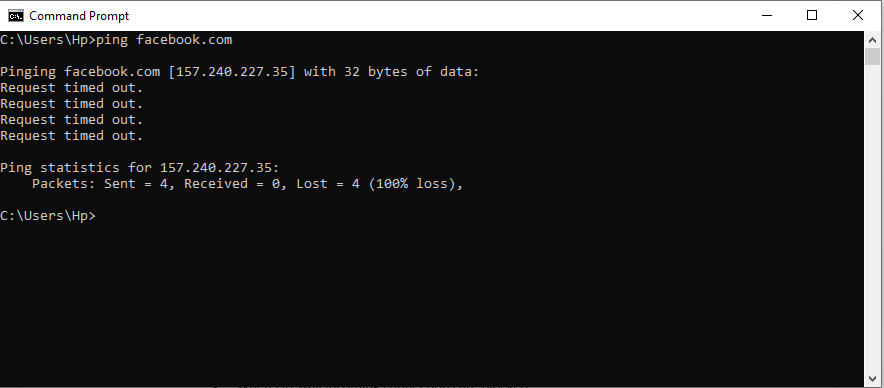 Command Prompt
C:\Users\Hp>ping facebook.com
Pinging facebook.com [157.240.227.35] with 32 bytes of data:
Request timed out.
Request timed out.
Request timed out.
Request timed out.
Ping statistics for 157.240.227.35:
    Packets: Sent = 4, Received = 0, Lost = 4 (100% loss),
C:\Users\Hp>